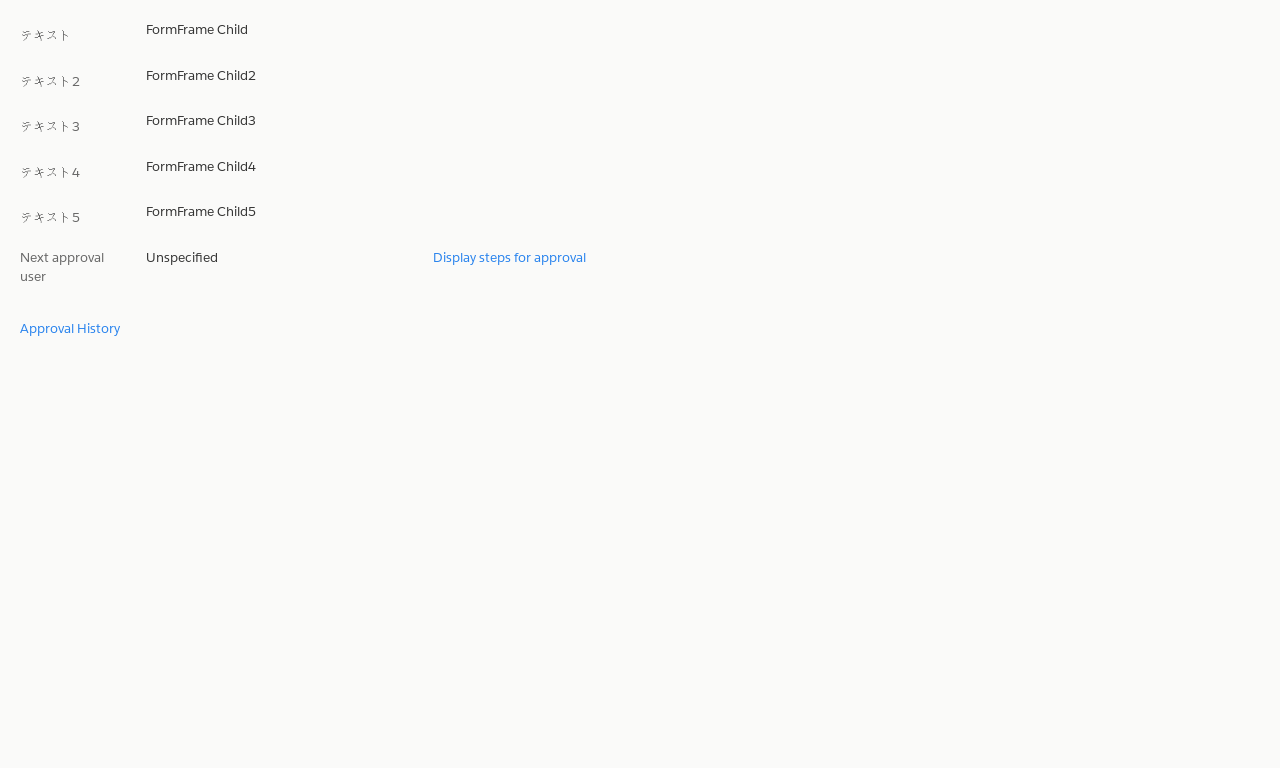 テキスト FormFrame Child
テキスト2 FormFrame Child2
テキスト3 FormFrame Child3
テキスト4 FormFrame Child4
テキスト5 FormFrame Child5
Next approval user Unspecified Display steps for approval
Approval History